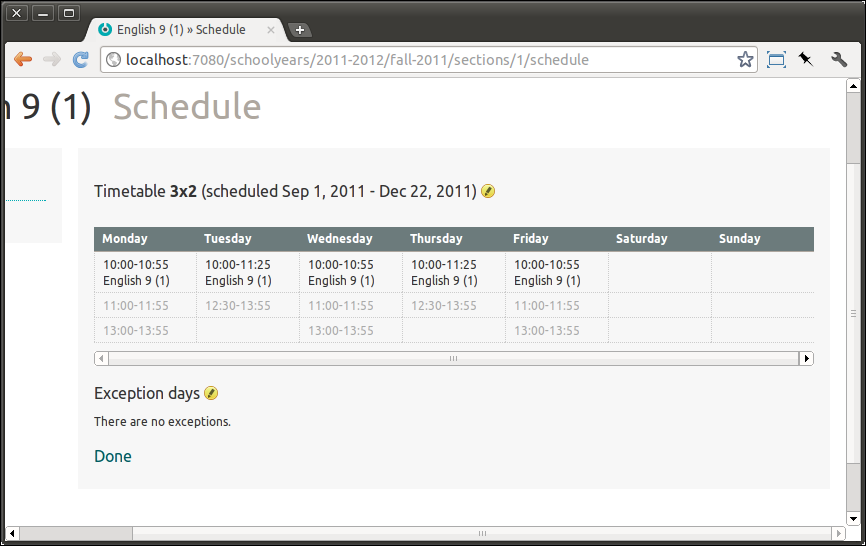 English 9 (1) » Schedule
localhost:7080/schoolyears/2011-2012/fall-2011/sections/1/schedule
9 (1) Schedule
Timetable 3x2 (scheduled Sep 1, 2011 - Dec 22, 2011)
Monday Tuesday Wednesday Thursday Friday Saturday Sunday
10:00-10:55 10:00-11:25 10:00-10:55 10:00-11:25 10:00-10:55
English 9 (1) English 9 (1) English 9 (1) English 9 (1) English 9 (1)
11:00-11:55 12:30-13:55 11:00-11:55 12:30-13:55 11:00-11:55
13:00-13:55 13:00-13:55 13:00-13:55
Exception days
There are no exceptions.
Done